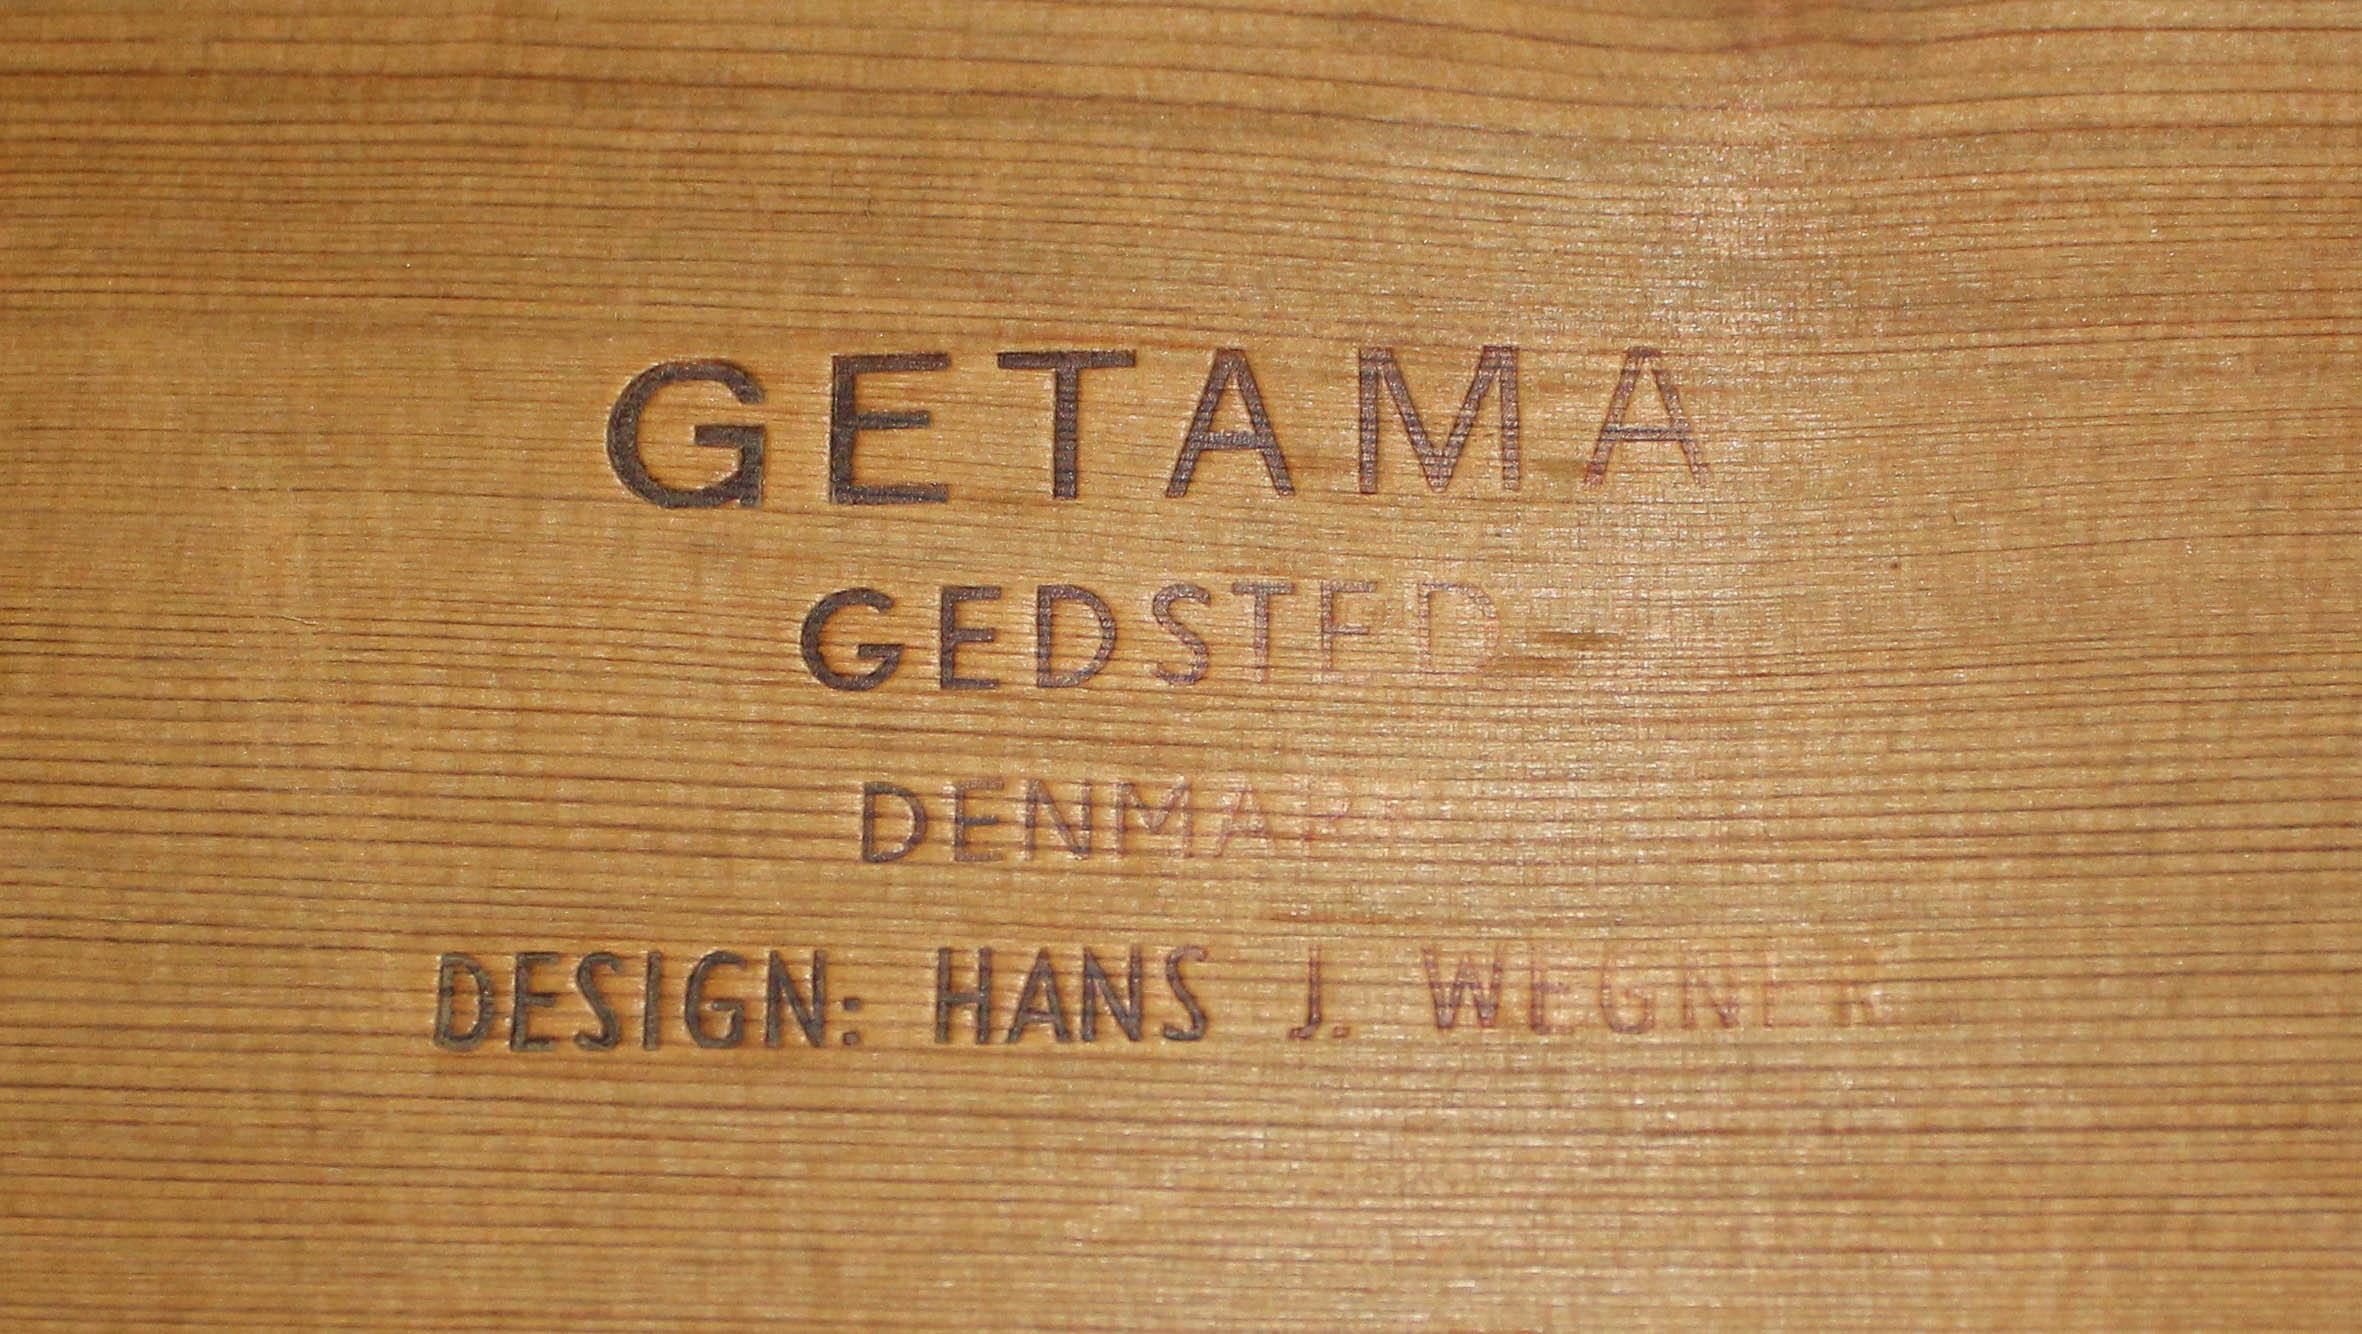 GETAMA
GEDSTED
DENMARK
DESIGN: HANS J. WEGNER